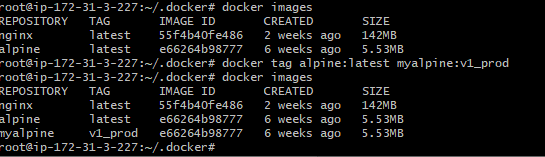 root@ip-172-31-3-227:~/.docker# docker images
REPOSITORY TAG IMAGE ID CREATED SIZE
nginx latest 55f4b40fe486 2 weeks ago 142MB
alpine latest e66264b98777 6 weeks ago 5.53MB
root@ip-172-31-3-227:~/.docker# docker tag alpine:latest myalpine:v1_prod
root@ip-172-31-3-227:~/.docker# docker images
REPOSITORY TAG IMAGE ID CREATED SIZE
nginx latest 55f4b40fe486 2 weeks ago 142MB
alpine latest e66264b98777 6 weeks ago 5.53MB
myalpine v1_prod e66264b98777 6 weeks ago 5.53MB
root@ip-172-31-3-227:~/.docker#